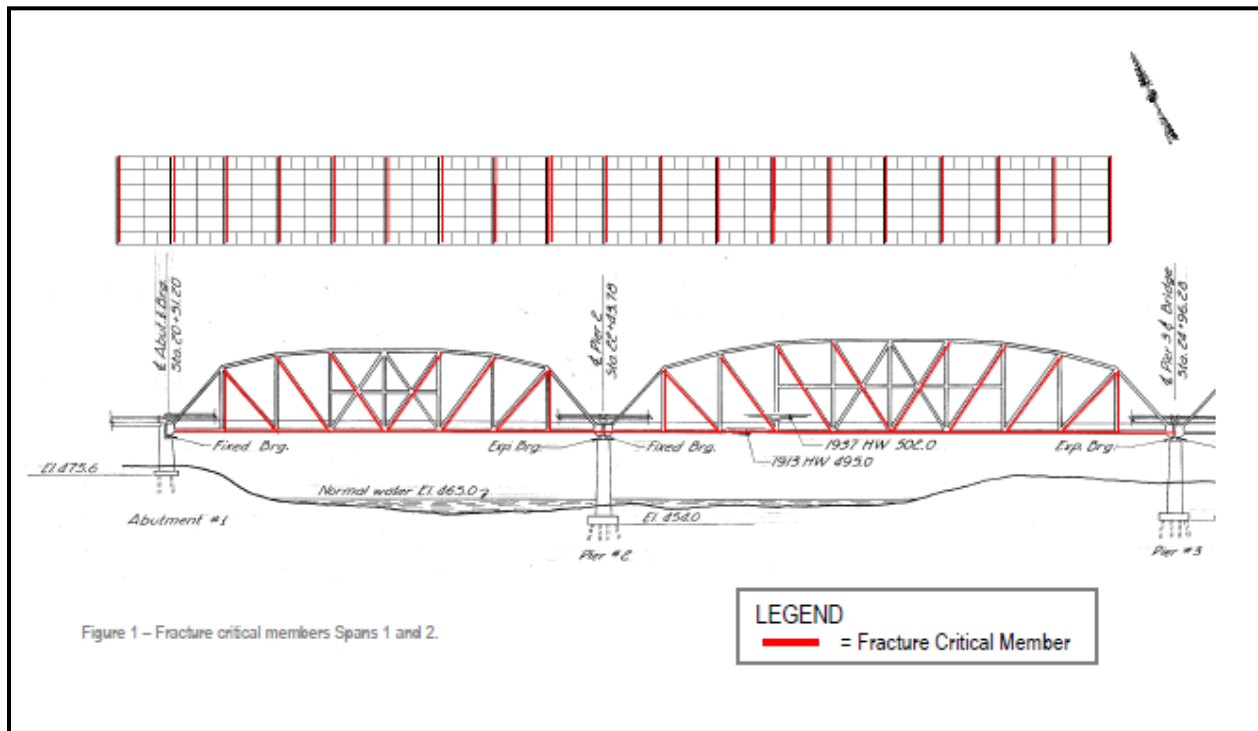 ℄ Abut. & Brg.
Sta. 20+51.20
℄ Pier 2
Sta. 22+43.78
℄ Pier 3 & ℄ Bridge
Sta. 24+96.28
Fixed Brg.
Exp. Brg.
Fixed Brg.
1937 HW 502.0
1913 HW 495.0
Exp. Brg.
El. 475.6
Normal water El. 465.0
Abutment #1
El. 454.0
Pier #2
Pier #3
Figure 1 – Fracture critical members Spans 1 and 2.
LEGEND
= Fracture Critical Member